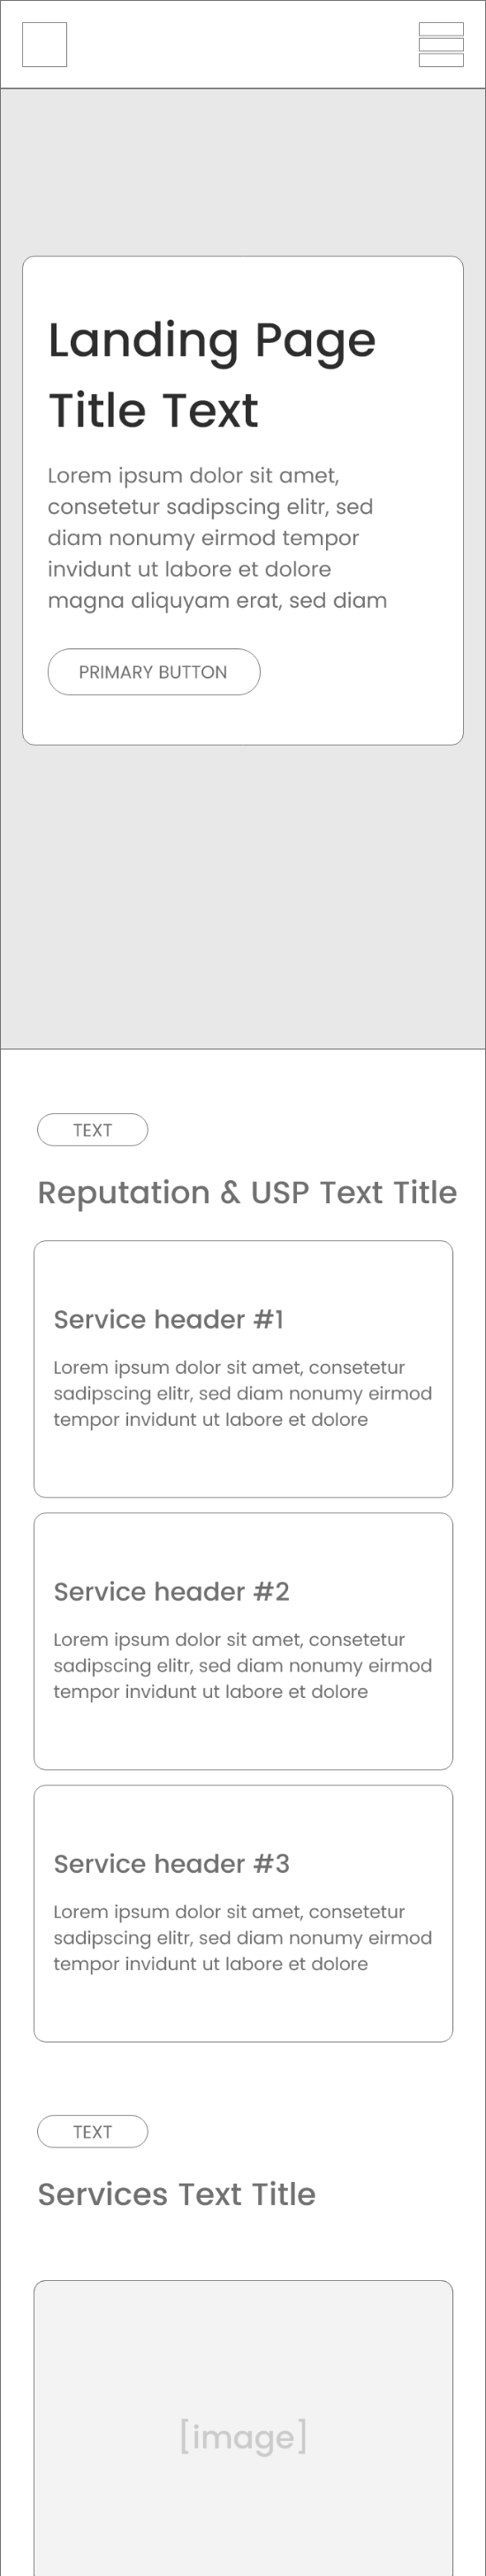 Landing Page
Title Text
Lorem ipsum dolor sit amet,
consetetur sadipscing elitr, sed
diam nonumy eirmod tempor
invidunt ut labore et dolore
magna aliquyam erat, sed diam
PRIMARY BUTTON
TEXT
Reputation & USP Text Title
Service header #1
Lorem ipsum dolor sit amet, consetetur
sadipscing elitr, sed diam nonumy eirmod
tempor invidunt ut labore et dolore
Service header #2
Lorem ipsum dolor sit amet, consetetur
sadipscing elitr, sed diam nonumy eirmod
tempor invidunt ut labore et dolore
Service header #3
Lorem ipsum dolor sit amet, consetetur
sadipscing elitr, sed diam nonumy eirmod
tempor invidunt ut labore et dolore
TEXT
Services Text Title
[image]